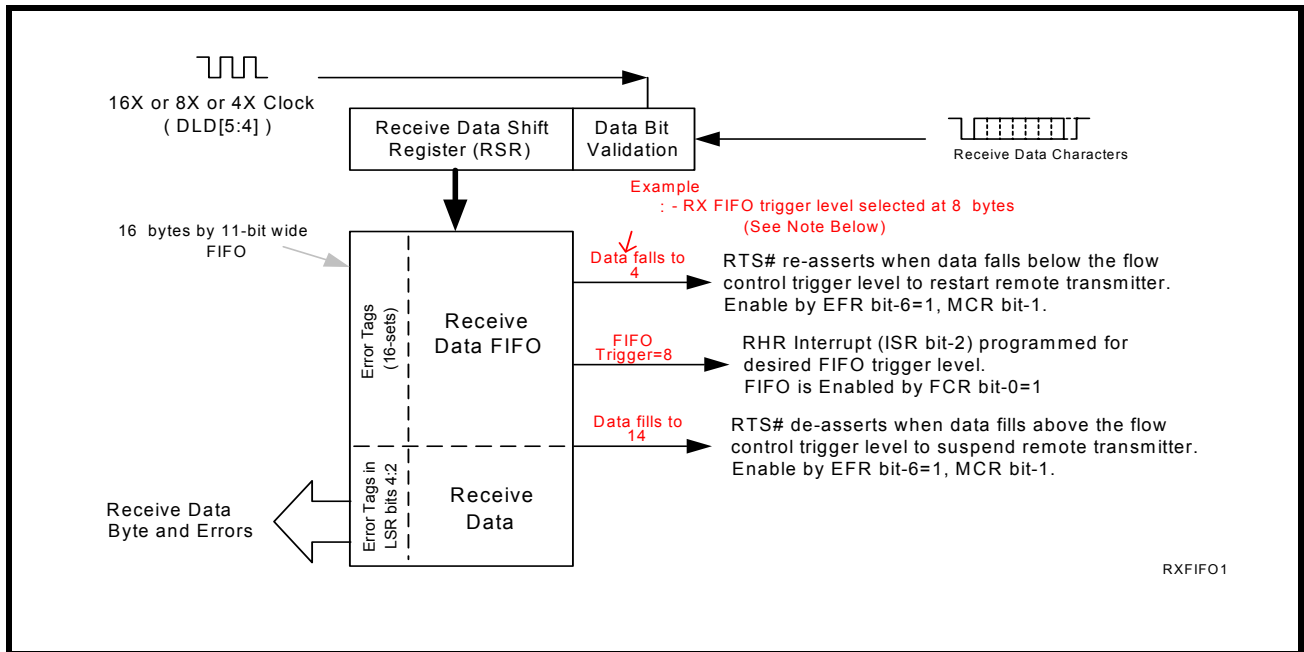 16X or 8X or 4X Clock
( DLD[5:4] )
Receive Data Shift
Register (RSR)
Data Bit
Validation
Receive Data Characters
Example
: - RX FIFO trigger level selected at 8 bytes
(See Note Below)
16 bytes by 11-bit wide
FIFO
Error Tags
(16-sets)
Receive
Data FIFO
Data falls to
4
RTS# re-asserts when data falls below the flow
control trigger level to restart remote transmitter.
Enable by EFR bit-6=1, MCR bit-1.
FIFO
Trigger=8
RHR Interrupt (ISR bit-2) programmed for
desired FIFO trigger level.
FIFO is Enabled by FCR bit-0=1
Data fills to
14
RTS# de-asserts when data fills above the flow
control trigger level to suspend remote transmitter.
Enable by EFR bit-6=1, MCR bit-1.
Error Tags in
LSR bits 4:2
Receive
Data
Receive Data
Byte and Errors
RXFIFO1